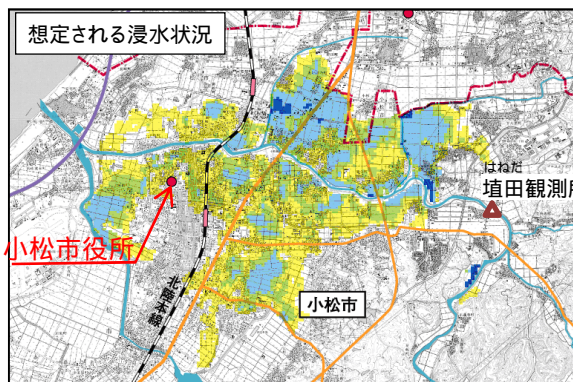 想定される浸水状況
はねだ
埴田観測所
小松市役所
小松市
北陸本線